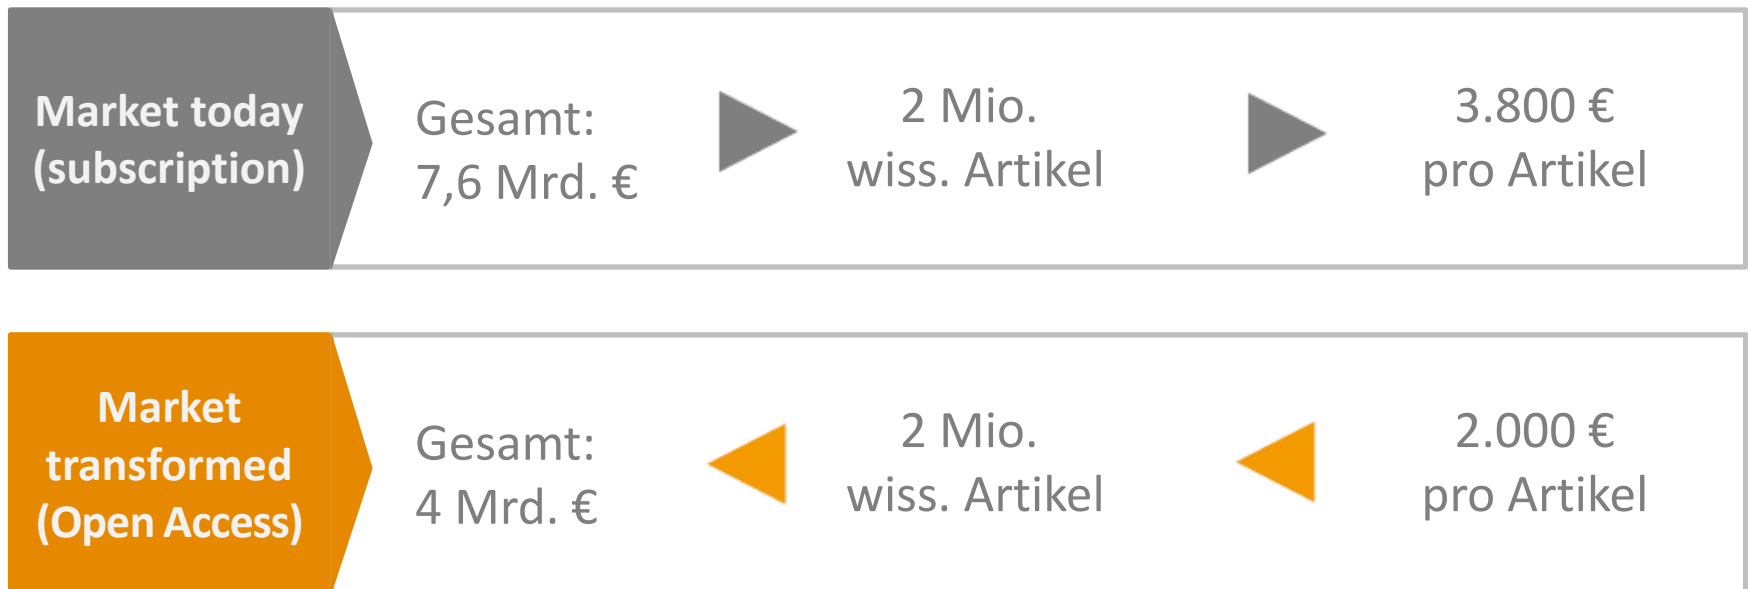 Market today
(subscription)
Gesamt:
7,6 Mrd. €
2 Mio.
wiss. Artikel
3.800 €
pro Artikel
Market
transformed
(Open Access)
Gesamt:
4 Mrd. €
2 Mio.
wiss. Artikel
2.000 €
pro Artikel